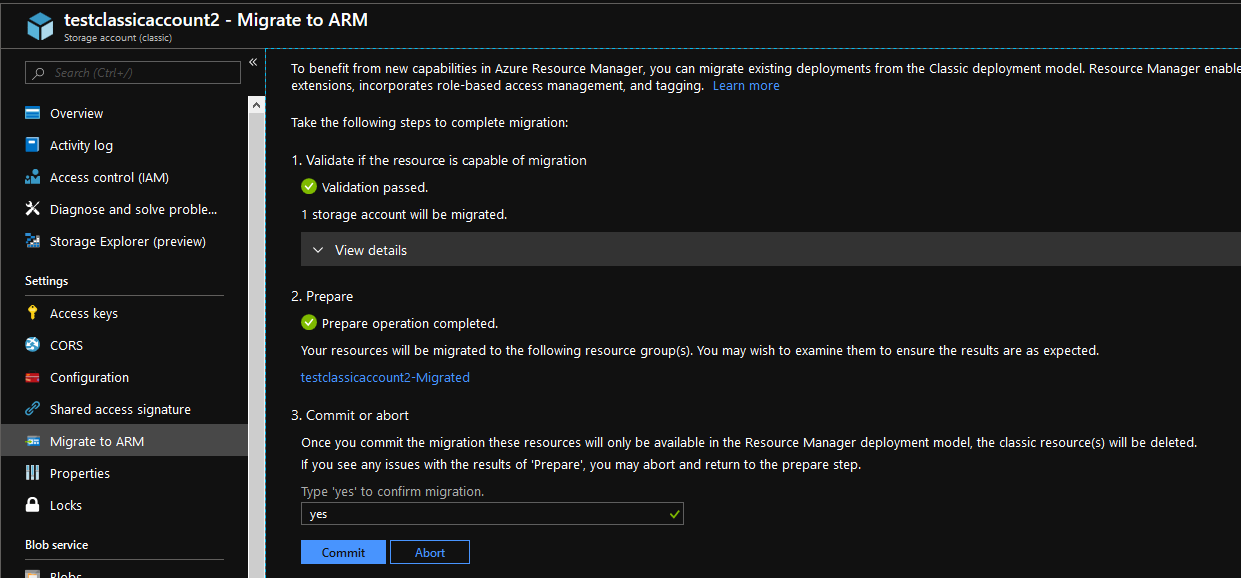 testclassicaccount2 - Migrate to ARM
Storage account (classic)
Search (Ctrl+/)
«
Overview
Activity log
Access control (IAM)
Diagnose and solve proble...
Storage Explorer (preview)
Settings
Access keys
CORS
Configuration
Shared access signature
Migrate to ARM
Properties
Locks
Blob service
Blobs
To benefit from new capabilities in Azure Resource Manager, you can migrate existing deployments from the Classic deployment model. Resource Manager enable
extensions, incorporates role-based access management, and tagging. Learn more
Take the following steps to complete migration:
1. Validate if the resource is capable of migration
Validation passed.
1 storage account will be migrated.
View details
2. Prepare
Prepare operation completed.
Your resources will be migrated to the following resource group(s). You may wish to examine them to ensure the results are as expected.
testclassicaccount2-Migrated
3. Commit or abort
Once you commit the migration these resources will only be available in the Resource Manager deployment model, the classic resource(s) will be deleted.
If you see any issues with the results of 'Prepare', you may abort and return to the prepare step.
Type 'yes' to confirm migration.
yes
Commit
Abort